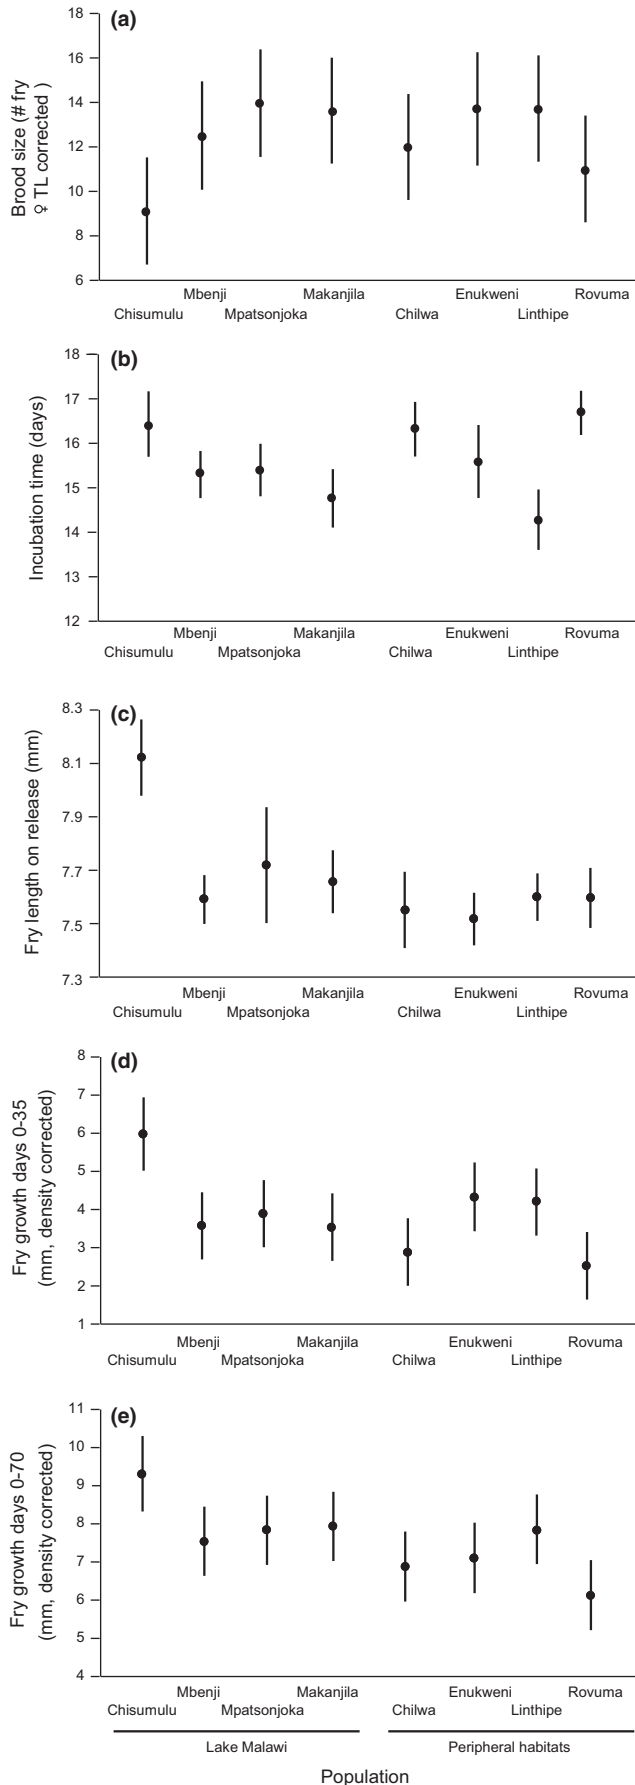 (a)
Brood size (# fry
♀ TL corrected )
18
16
14
12
10
8
6
Mbenji Makanjila Enukweni Rovuma
Chisumulu Mpatsonjoka Chilwa Linthipe
(b)
Incubation time (days)
18
17
16
15
14
13
12
Mbenji Makanjila Enukweni Rovuma
Chisumulu Mpatsonjoka Chilwa Linthipe
(c)
Fry length on release (mm)
8.3
8.1
7.9
7.7
7.5
7.3
Mbenji Makanjila Enukweni Rovuma
Chisumulu Mpatsonjoka Chilwa Linthipe
(d)
Fry growth days 0-35
(mm, density corrected)
8
7
6
5
4
3
2
1
Mbenji Makanjila Enukweni Rovuma
Chisumulu Mpatsonjoka Chilwa Linthipe
(e)
Fry growth days 0-70
(mm, density corrected)
11
10
9
8
7
6
5
4
Mbenji Makanjila Enukweni Rovuma
Chisumulu Mpatsonjoka Chilwa Linthipe
Lake Malawi Peripheral habitats
Population